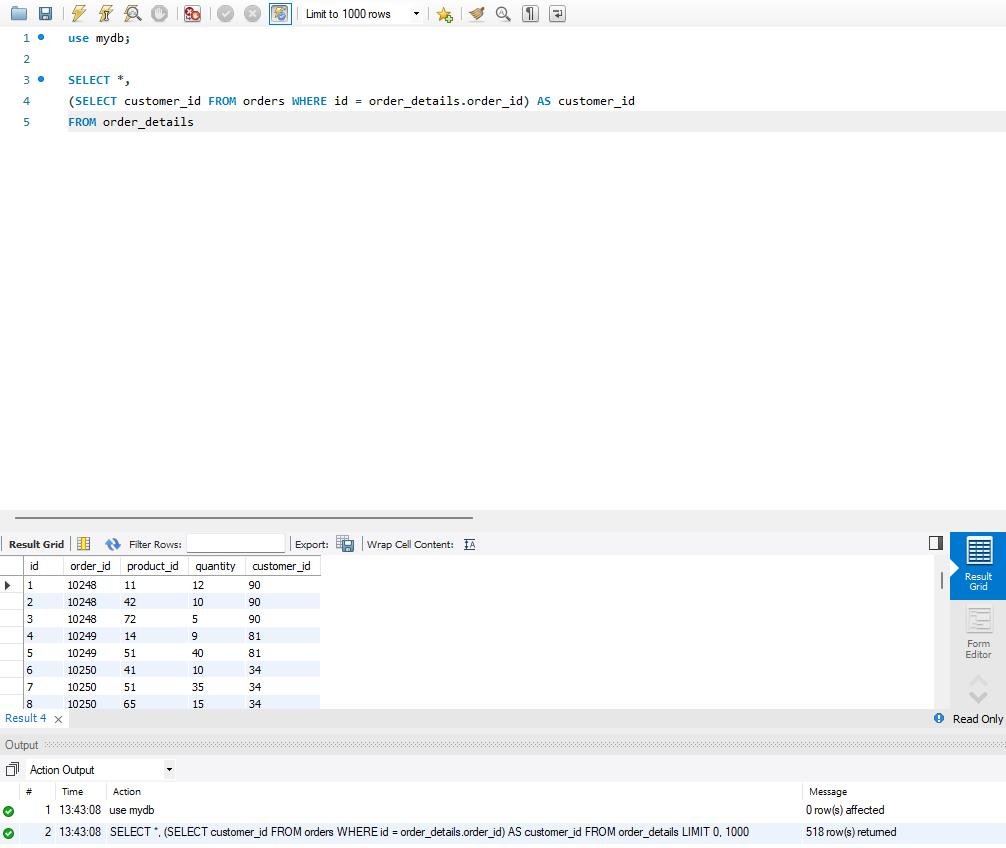 Limit to 1000 rows
1 use mydb;
2
3 SELECT *,
4 (SELECT customer_id FROM orders WHERE id = order_details.order_id) AS customer_id
5 FROM order_details
Result Grid Filter Rows: Export: Wrap Cell Content: IA
id order_id product_id quantity customer_id
1 10248 11 12 90
2 10248 42 10 90
3 10248 72 5 90
4 10249 14 9 81
5 10249 51 40 81
6 10250 41 10 34
7 10250 51 35 34
8 10250 65 15 34
Result
Grid
Form
Editor
Result 4 Read Only
Output
Action Output
# Time Action Message
1 13:43:08 use mydb 0 row(s) affected
2 13:43:08 SELECT *, (SELECT customer_id FROM orders WHERE id = order_details.order_id) AS customer_id FROM order_details LIMIT 0, 1000 518 row(s) returned